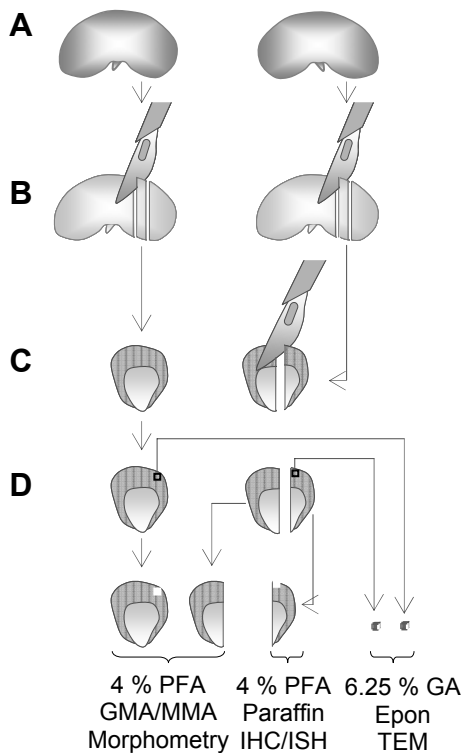 A
B
C
D
4 % PFA
GMA/MMA
Morphometry
4 % PFA
Paraffin
IHC/ISH
6.25 % GA
Epon
TEM